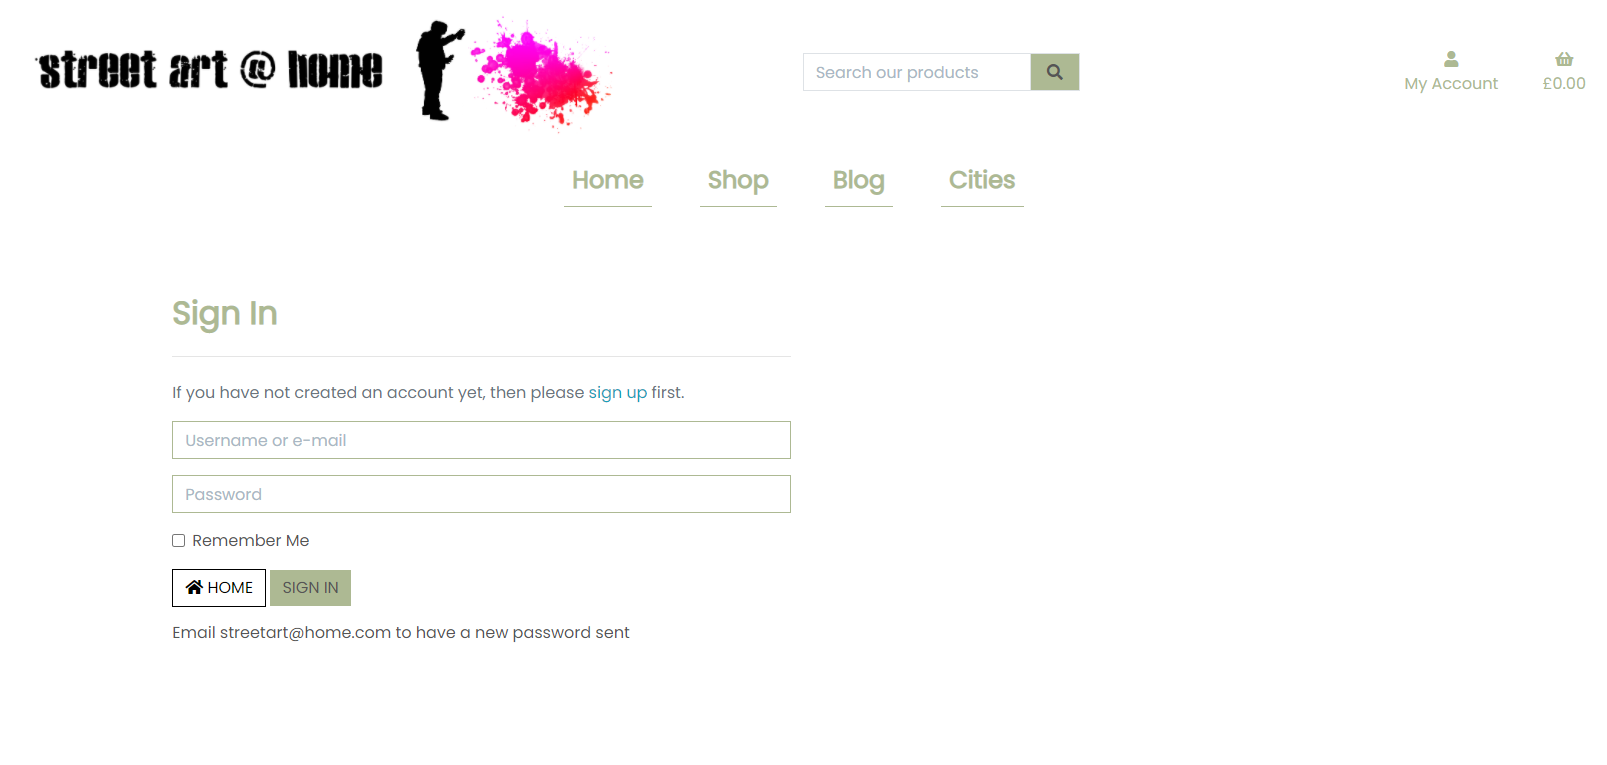 street art @ home
Search our products
My Account
£0.00
Home Shop Blog Cities
Sign In
If you have not created an account yet, then please sign up first.
Username or e-mail
Password
Remember Me
HOME SIGN IN
Email streetart@home.com to have a new password sent